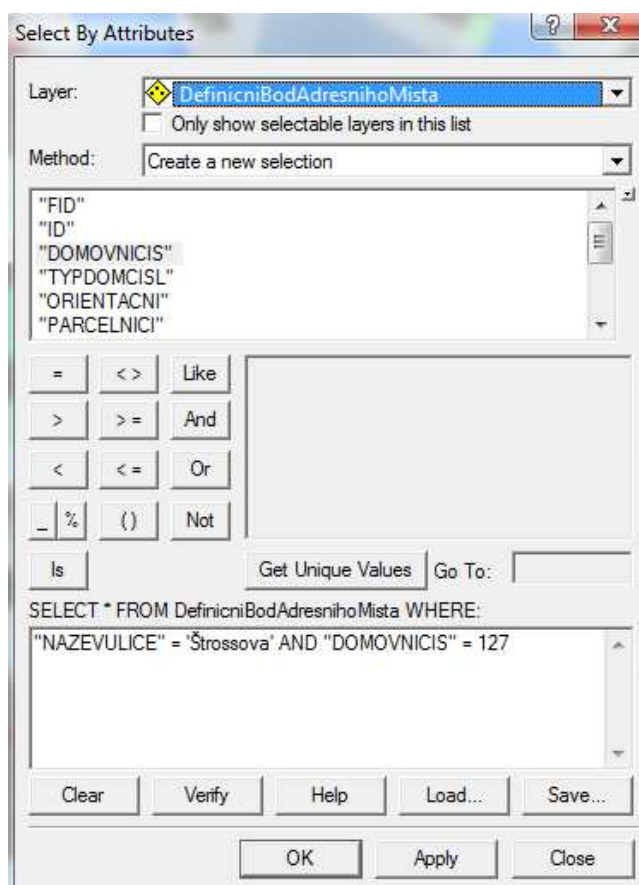 Select By Attributes
?
X
Layer: DefinicniBodAdresnihoMista
Only show selectable layers in this list
Method: Create a new selection
"FID"
"ID"
"DOMOVNICIS"
"TYPDOMCISL"
"ORIENTACNI"
"PARCELNICI"
= <> Like
> >= And
< <= Or
_ % () Not
Is Get Unique Values Go To:
SELECT * FROM DefinicniBodAdresnihoMista WHERE:
"NAZEVULICE" = 'Štrossova' AND "DOMOVNICIS" = 127
Clear Verify Help Load... Save...
OK Apply Close